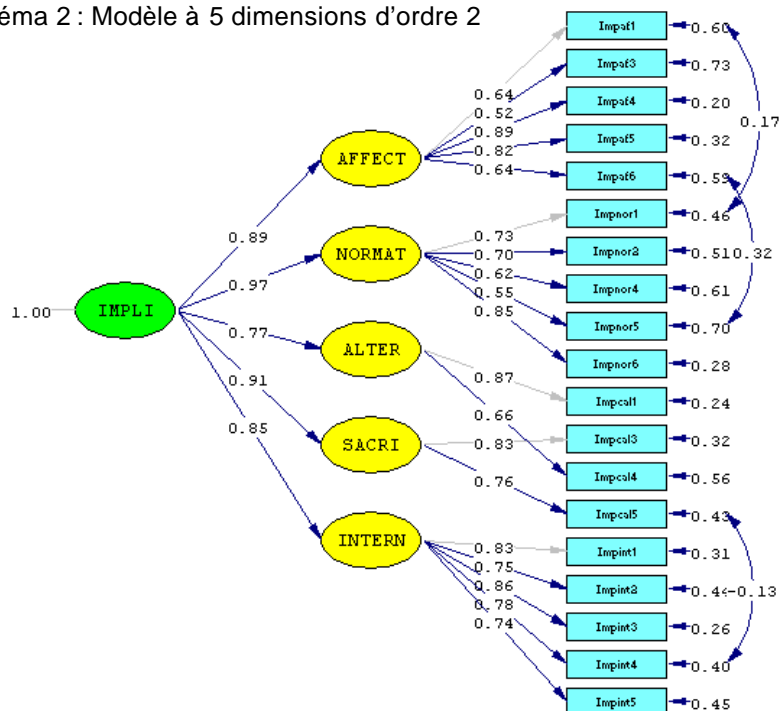 éma 2 : Modèle à 5 dimensions d'ordre 2
1.00
IMPLI
0.89
0.97
0.77
0.91
0.85
AFFECT
NORMAT
ALTER
SACRI
INTERN
0.64
0.52
0.89
0.82
0.64
0.73
0.70
0.62
0.55
0.85
0.87
0.66
0.83
0.76
0.83
0.75
0.86
0.78
0.74
Impaf1 0.60
Impaf3 0.73
Impaf4 0.20
Impaf5 0.32
Impaf6 0.59
Impnor1 0.46
Impnor2 0.51
Impnor4 0.61
Impnor5 0.70
Impnor6 0.28
Impcal1 0.24
Impcal3 0.32
Impcal4 0.56
Impcal5 0.43
Impint1 0.31
Impint2 0.44
Impint3 0.26
Impint4 0.40
Impint5 0.45
0.17
0.32
-0.13